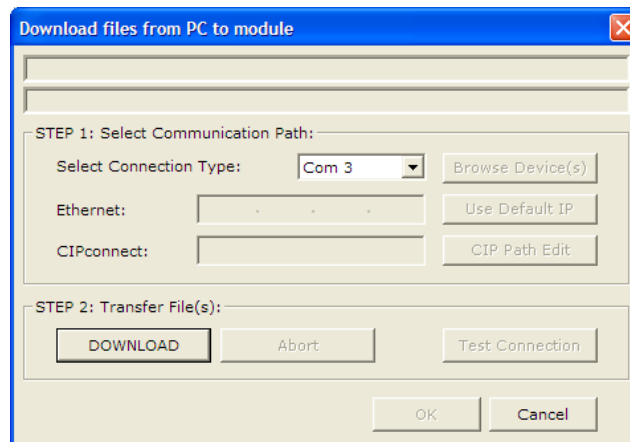 Download files from PC to module
STEP 1: Select Communication Path:
Select Connection Type: Com 3 Browse Device(s)
Ethernet: . . . Use Default IP
CIPconnect: CIP Path Edit
STEP 2: Transfer File(s):
DOWNLOAD Abort Test Connection
OK Cancel